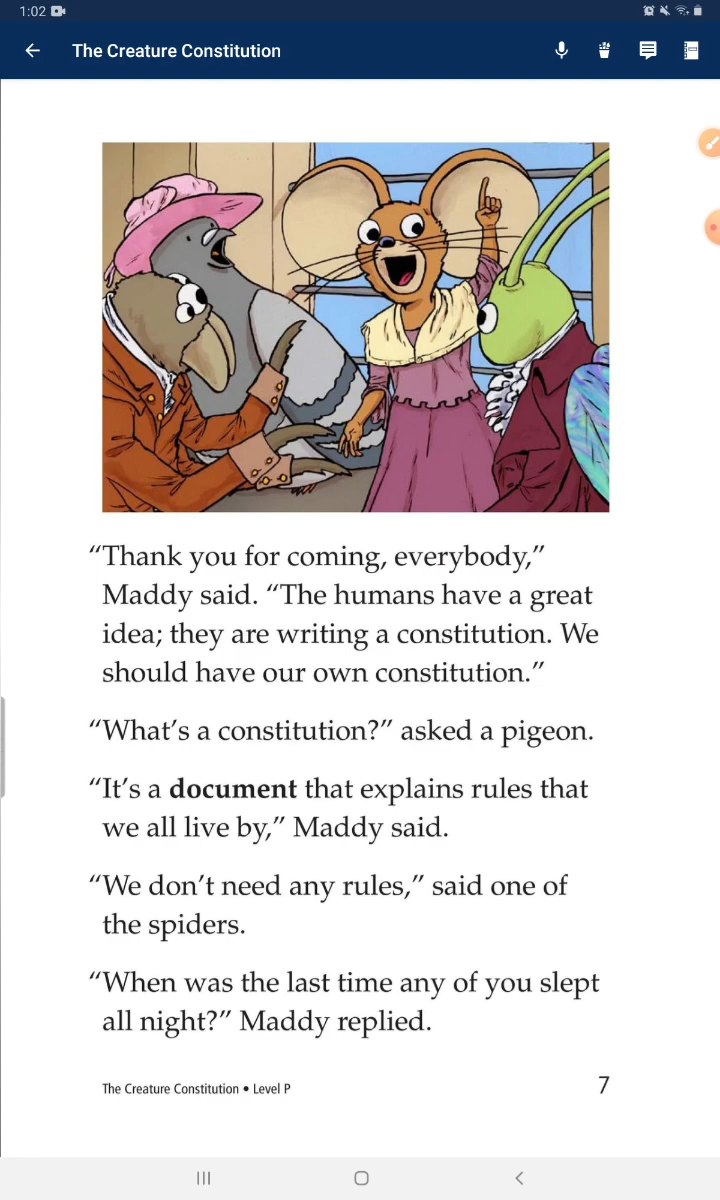 1:02
The Creature Constitution
“Thank you for coming, everybody,”
Maddy said. “The humans have a great
idea; they are writing a constitution. We
should have our own constitution.”
“What’s a constitution?” asked a pigeon.
“It’s a document that explains rules that
we all live by,” Maddy said.
“We don’t need any rules,” said one of
the spiders.
“When was the last time any of you slept
all night?” Maddy replied.
The Creature Constitution • Level P
7